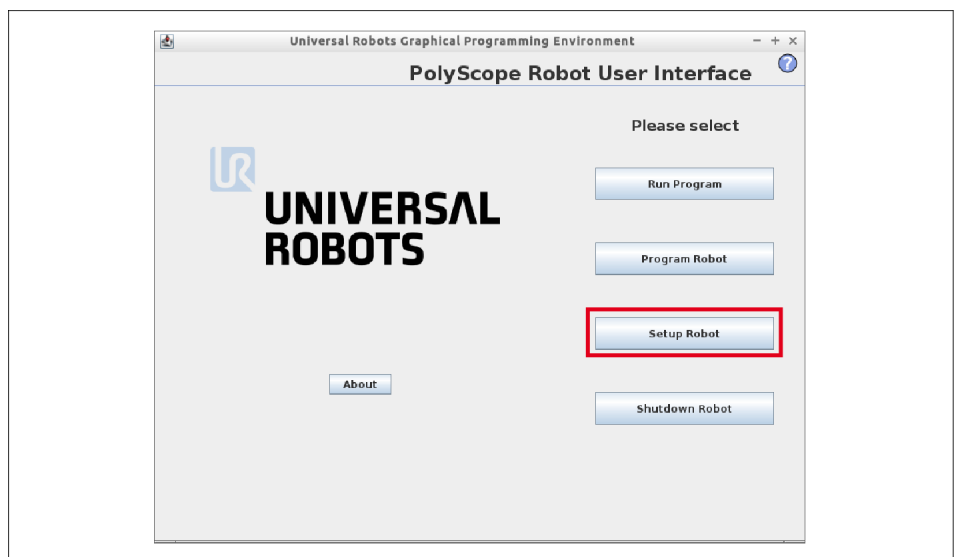 Universal Robots Graphical Programming Environment
PolyScope Robot User Interface
?
Please select
UR
UNIVERSAL
ROBOTS
Run Program
Program Robot
Setup Robot
About
Shutdown Robot